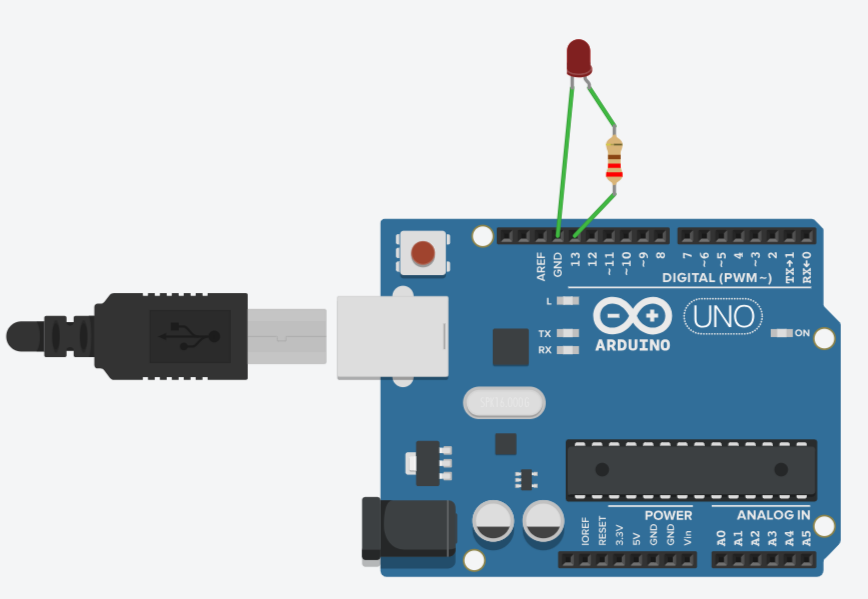 AREF
GND
13
12
~11
~10
~9
8
7
~6
~5
4
~3
2
TX→1
RX←0
DIGITAL (PWM~)
L
TX
RX
UNO
ON
ARDUINO
POWER
ANALOG IN
IOREF
RESET
3.3V
5V
GND
GND
Vin
A0
A1
A2
A3
A4
A5